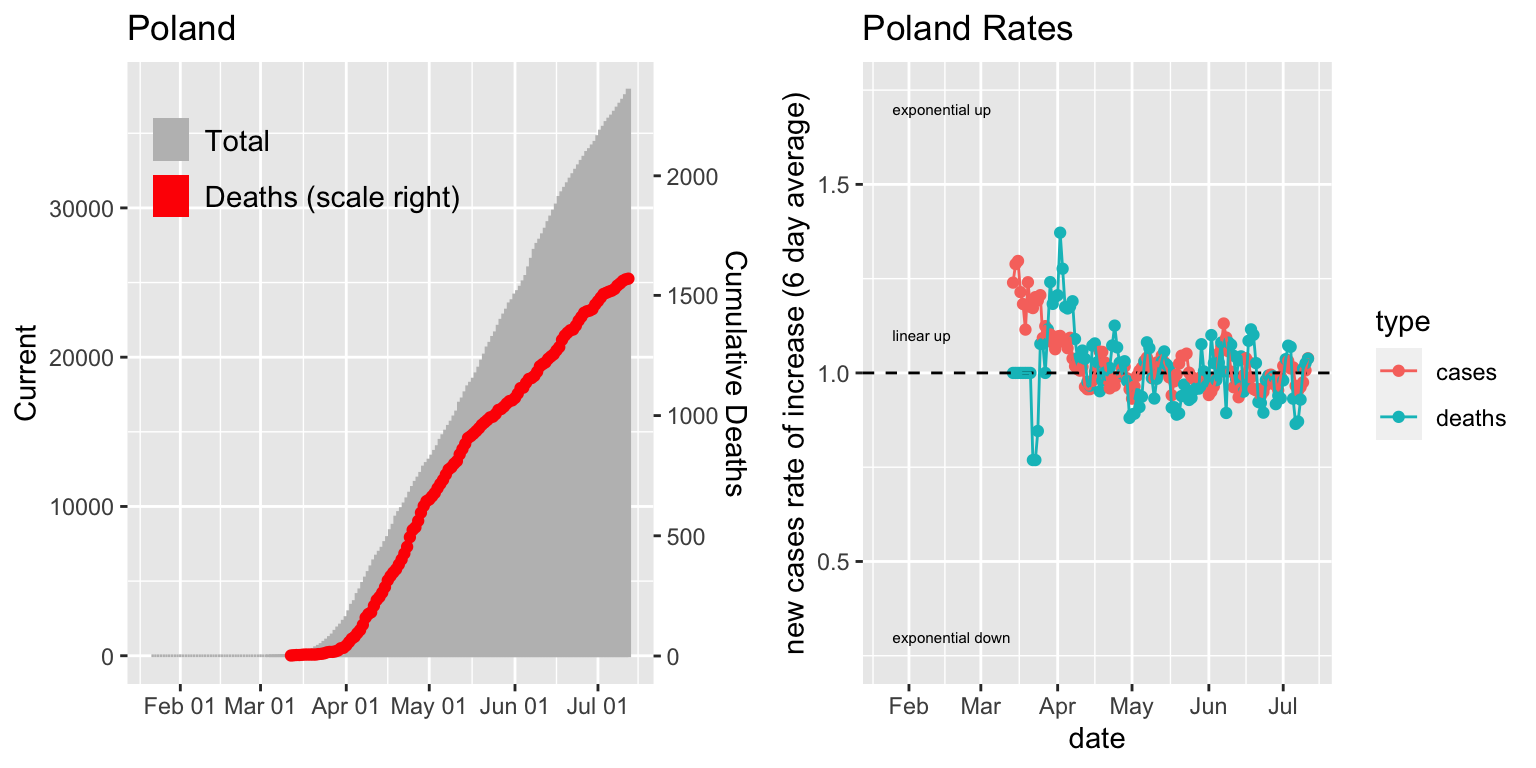 Poland
Total
Deaths (scale right)
Current
30000
20000
10000
0
2000
1500
1000
500
0
Cumulative Deaths
Feb 01 Mar 01 Apr 01 May 01 Jun 01 Jul 01
Poland Rates
new cases rate of increase (6 day average)
1.5
1.0
0.5
exponential up
linear up
exponential down
Feb Mar Apr May Jun Jul
date
type
cases
deaths